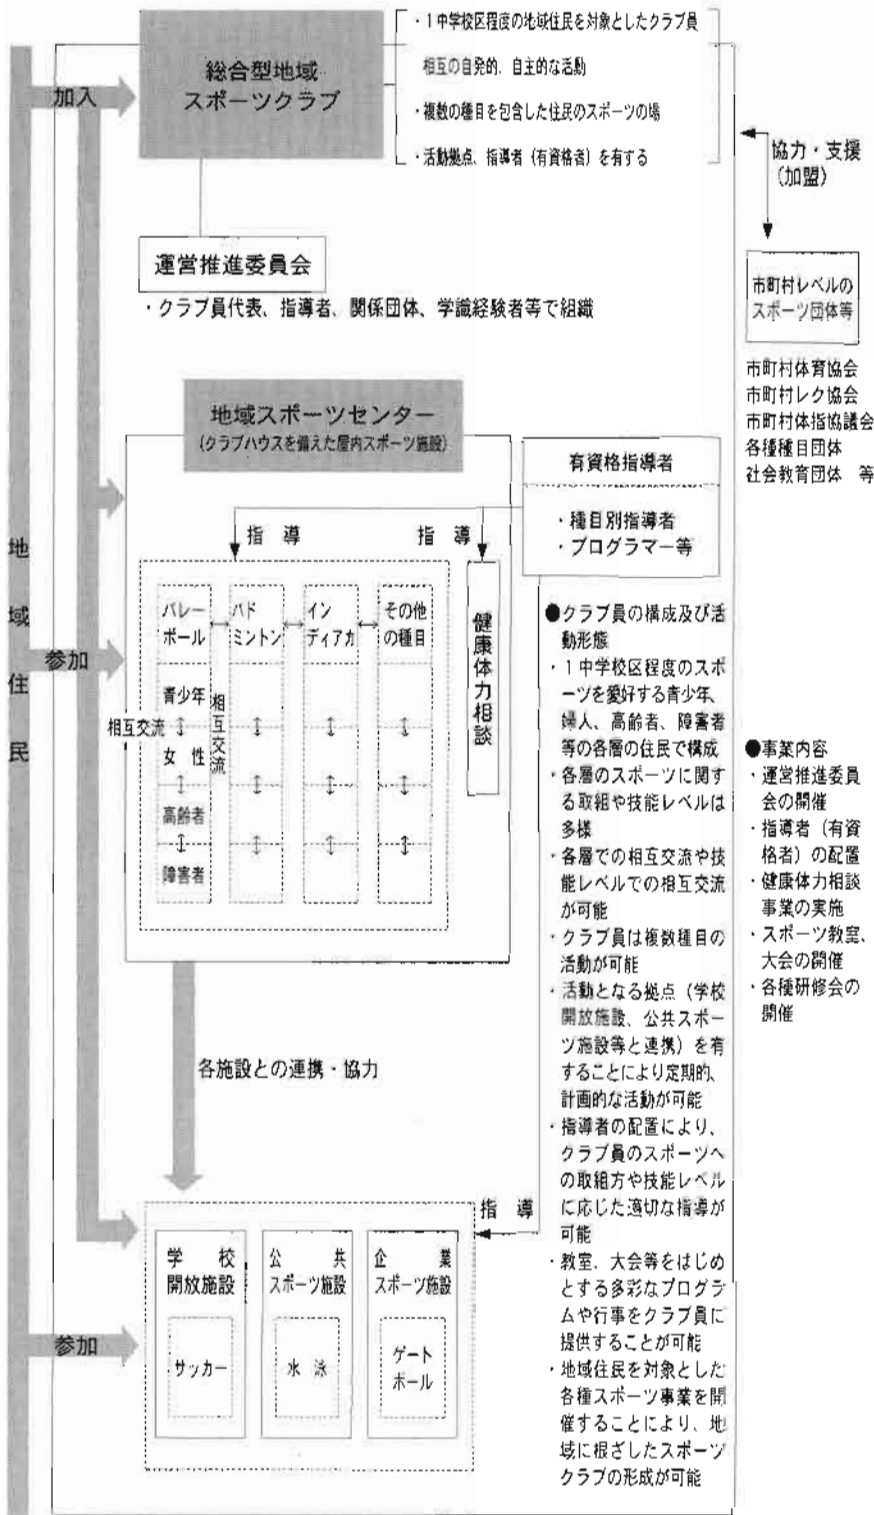 総合型地域
スポーツクラブ
・１中学校区程度の地域住民を対象としたクラブ員
相互の自発的、自主的な活動
・複数の種目を包含した住民のスポーツの場
・活動拠点、指導者（有資格者）を有する
加入
協力・支援
（加盟）
運営推進委員会
・クラブ員代表、指導者、関係団体、学識経験者等で組織
市町村レベルの
スポーツ団体等
市町村体育協会
市町村レク協会
市町村体指協議会
各種種目団体
社会教育団体　等
地域スポーツセンター
（クラブハウスを備えた屋内スポーツ施設）
有資格指導者
・種目別指導者
・プログラマー等
指　導
指　導
地域住民
参加
バレー
ボール
バド
ミントン
イン
ディアカ
その他
の種目
健康体力相談
青少年
相互交流
相互交流
女　性
高齢者
障害者
●クラブ員の構成及び活
動形態
・１中学校区程度のスポ
ーツを愛好する青少年、
婦人、高齢者、障害者
等の各層の住民で構成
・各層のスポーツに関す
る取組や技能レベルは
多様
・各層での相互交流や技
能レベルでの相互交流
が可能
・クラブ員は複数種目の
活動が可能
・活動となる拠点（学校
開放施設、公共スポー
ツ施設等と連携）を有
することにより定期的、
計画的な活動が可能
・指導者の配置により、
クラブ員のスポーツへ
の取組方や技能レベル
に応じた適切な指導が
可能
・教室、大会等をはじめ
とする多彩なプログラ
ムや行事をクラブ員に
提供することが可能
・地域住民を対象とした
各種スポーツ事業を開
催することにより、地
域に根ざしたスポーツ
クラブの形成が可能
●事業内容
・運営推進委員
会の開催
・指導者（有資
格者）の配置
・健康体力相談
事業の実施
・スポーツ教室、
大会の開催
・各種研修会の
開催
各施設との連携・協力
指　導
学　校
開放施設
公　共
スポーツ施設
企　業
スポーツ施設
参加
サッカー
水　泳
ゲート
ボール